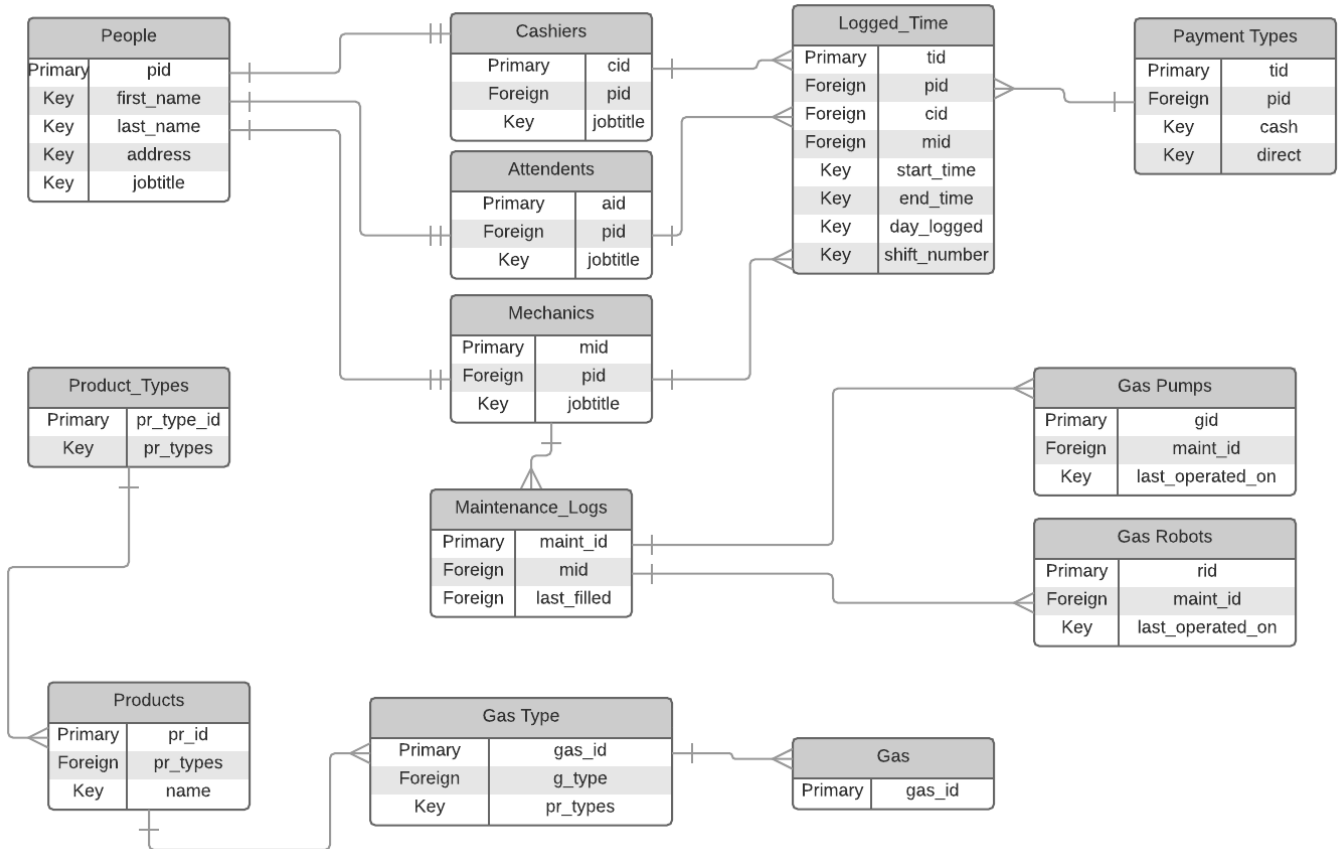 People
Primary pid
Key first_name
Key last_name
Key address
Key jobtitle
Cashiers
Primary cid
Foreign pid
Key jobtitle
Attendents
Primary aid
Foreign pid
Key jobtitle
Mechanics
Primary mid
Foreign pid
Key jobtitle
Logged_Time
Primary tid
Foreign pid
Foreign cid
Foreign mid
Key start_time
Key end_time
Key day_logged
Key shift_number
Payment Types
Primary tid
Foreign pid
Key cash
Key direct
Product_Types
Primary pr_type_id
Key pr_types
Maintenance_Logs
Primary maint_id
Foreign mid
Foreign last_filled
Gas Pumps
Primary gid
Foreign maint_id
Key last_operated_on
Gas Robots
Primary rid
Foreign maint_id
Key last_operated_on
Products
Primary pr_id
Foreign pr_types
Key name
Gas Type
Primary gas_id
Foreign g_type
Key pr_types
Gas
Primary gas_id